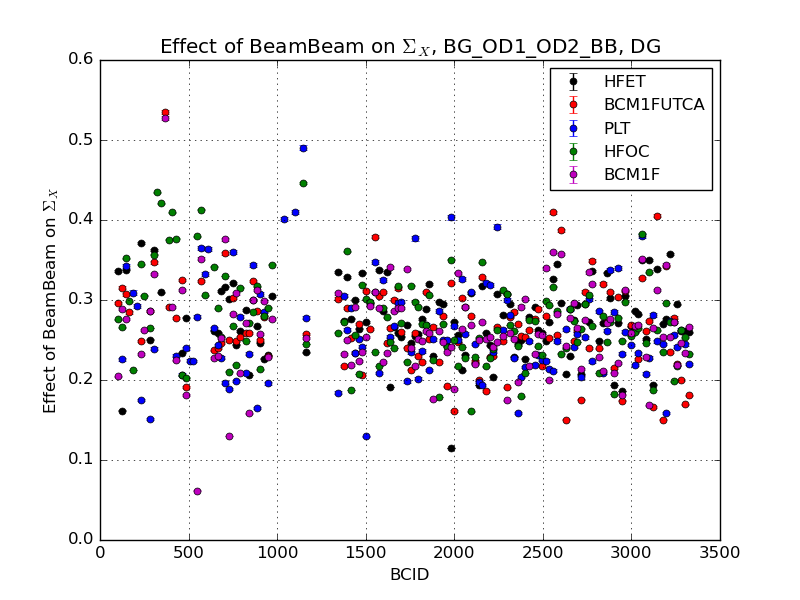 Effect of BeamBeam on Σ_X, BG_OD1_OD2_BB, DG
0.6
0.5
0.4
0.3
0.2
0.1
0.0
Effect of BeamBeam on Σ_X
HFET
BCM1FUTCA
PLT
HFOC
BCM1F
0 500 1000 1500 2000 2500 3000 3500
BCID